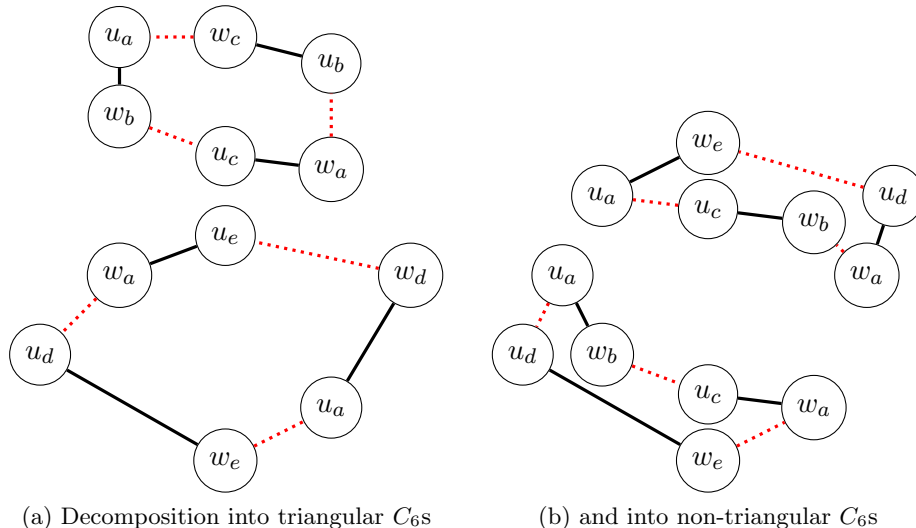 u_a w_c u_b
w_b u_c w_a
u_e w_a w_d
u_d u_a w_e
w_e u_d
u_a u_c w_b w_a
u_a
u_d w_b u_c w_a
w_e
(a) Decomposition into triangular C_6s
(b) and into non-triangular C_6s